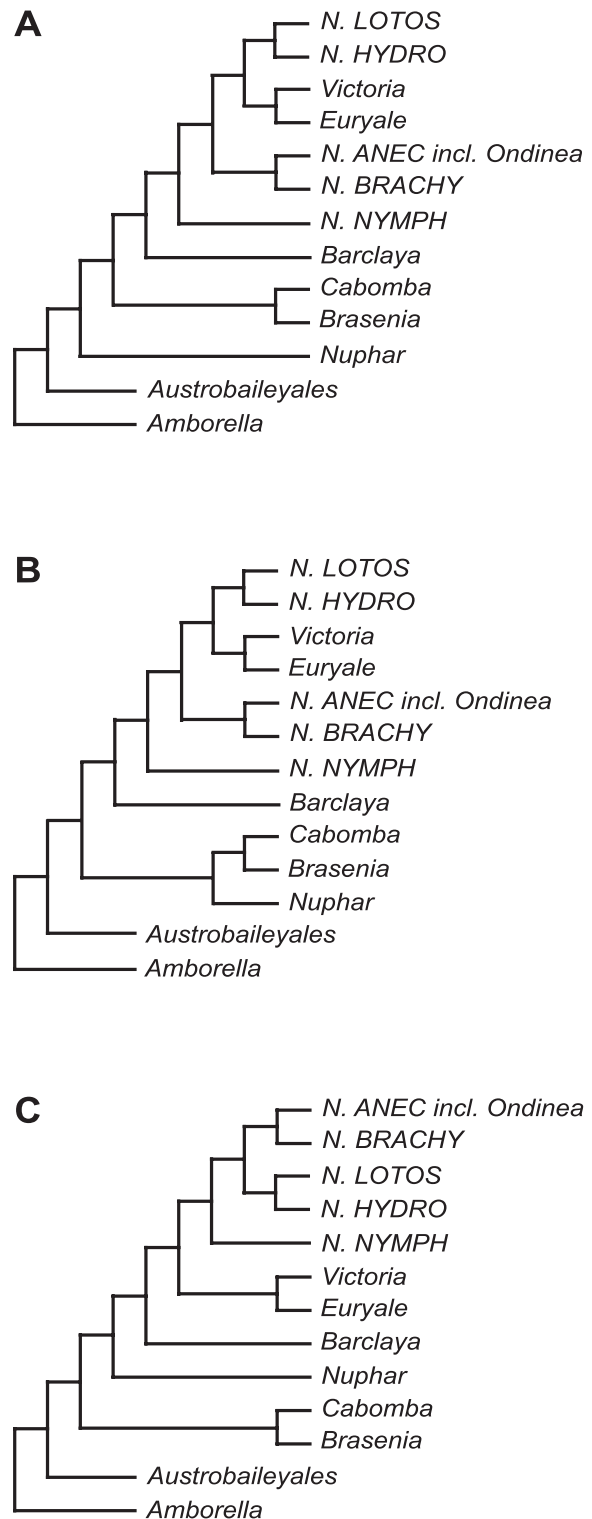 A
N. LOTOS
N. HYDRO
Victoria
Euryale
N. ANEC incl. Ondinea
N. BRACHY
N. NYMPH
Barclaya
Cabomba
Brasenia
Nuphar
Austrobaileyales
Amborella
B
N. LOTOS
N. HYDRO
Victoria
Euryale
N. ANEC incl. Ondinea
N. BRACHY
N. NYMPH
Barclaya
Cabomba
Brasenia
Nuphar
Austrobaileyales
Amborella
C
N. ANEC incl. Ondinea
N. BRACHY
N. LOTOS
N. HYDRO
N. NYMPH
Victoria
Euryale
Barclaya
Nuphar
Cabomba
Brasenia
Austrobaileyales
Amborella